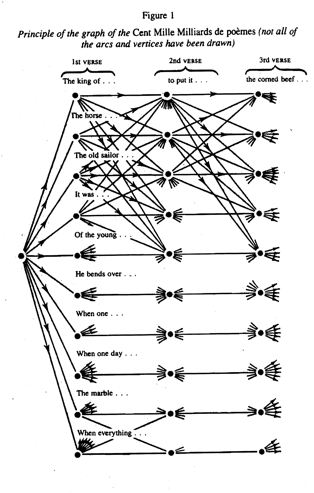 Figure 1
Principle of the graph of the Cent Mille Milliards de poèmes (not all of
the arcs and vertices have been drawn)
1st VERSE 2nd VERSE 3rd VERSE
The king of . . . to put it . . . the corned beef . . .
The horse . . .
The old sailor . . .
It was . . .
Of the young . . .
He bends over . . .
When one . . .
When one day . . .
The marble . . .
When everything . . .